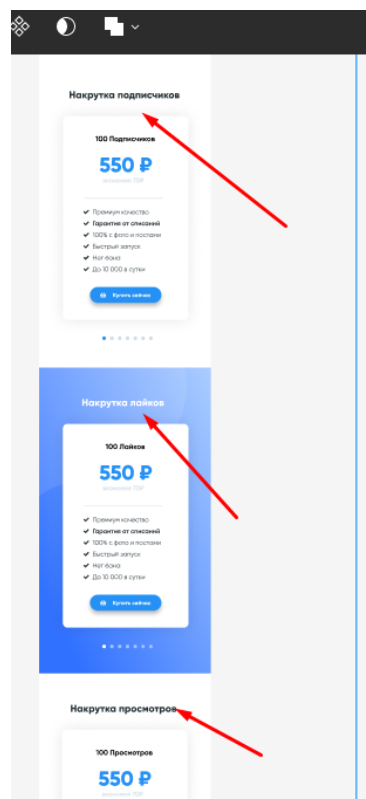 Накрутка подписчиков
100 Подписчиков
550 ₽
Премиум качество
Гарантия от списаний
100% с фото и постами
Быстрый запуск
Нет бана
До 10 000 в сутки
Купить сейчас
Накрутка лайков
100 Лайков
550 ₽
Премиум качество
Гарантия от списаний
100% с фото и постами
Быстрый запуск
Нет бана
До 10 000 в сутки
Купить сейчас
Накрутка просмотров
100 Просмотров
550 ₽